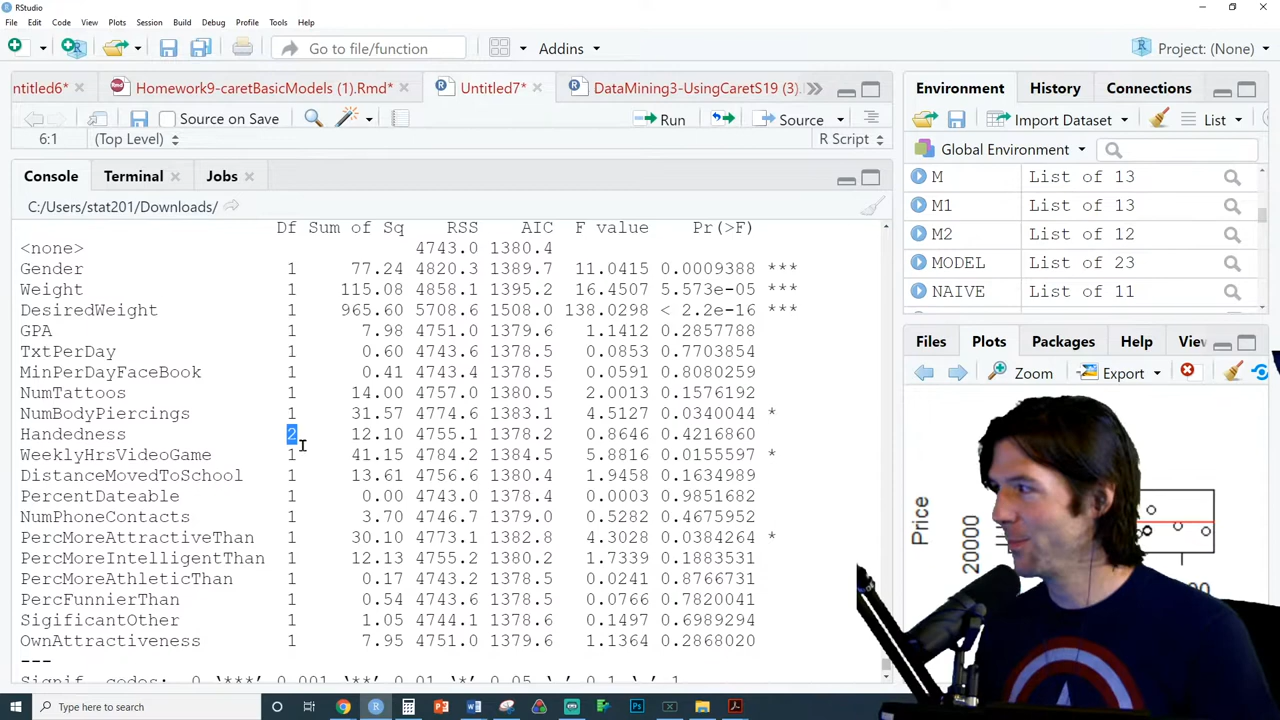 RStudio
File Edit Code View Plots Session Build Debug Profile Tools Help
Go to file/function
Addins
Project: (None)
ntitled6*
Homework9-caretBasicModels (1).Rmd*
Untitled7*
DataMining3-UsingCaretS19 (3).
Source on Save
Run
Source
6:1 (Top Level)
R Script
Console Terminal Jobs
C:/Users/stat201/Downloads/
Df Sum of Sq RSS AIC F value Pr(>F)
<none> 4743.0 1380.4
Gender 1 77.24 4820.3 1389.7 11.0415 0.0009388 ***
Weight 1 115.08 4858.1 1395.2 16.4507 5.573e-05 ***
DesiredWeight 1 965.60 5708.6 1508.0 138.0298 < 2.2e-16 ***
GPA 1 7.98 4751.0 1379.6 1.1412 0.2857788
TxtPerDay 1 0.60 4743.6 1378.5 0.0853 0.7703854
MinPerDayFaceBook 1 0.41 4743.4 1378.5 0.0591 0.8080259
NumTattoos 1 14.00 4757.0 1380.5 2.0013 0.1576192
NumBodyPiercings 1 31.57 4774.6 1383.1 4.5127 0.0340044 *
Handedness 2 12.10 4755.1 1378.2 0.8646 0.4216860
WeeklyHrsVideoGame 1 41.15 4784.2 1384.5 5.8816 0.0155597 *
DistanceMovedToSchool 1 13.61 4756.6 1380.4 1.9458 0.1634989
PercentDateable 1 0.00 4743.0 1378.4 0.0003 0.9851682
NumPhoneContacts 1 3.70 4746.7 1379.0 0.5282 0.4675952
PercMoreAttractiveThan 1 30.10 4773.1 1382.8 4.3028 0.0384264 *
PercMoreIntelligentThan 1 12.13 4755.2 1380.2 1.7339 0.1883531
PercMoreAthleticThan 1 0.17 4743.2 1378.5 0.0241 0.8766731
PercFunnierThan 1 0.54 4743.6 1378.5 0.0766 0.7820041
SigificantOther 1 1.05 4744.1 1378.6 0.1497 0.6989294
OwnAttractiveness 1 7.95 4751.0 1379.6 1.1364 0.2868020
---
Signif. codes: 0 '***' 0.001 '**' 0.01 '*' 0.05 '.' 0.1 ' ' 1
Environment History Connections
Import Dataset
List
Global Environment
M List of 13
M1 List of 13
M2 List of 12
MODEL List of 23
NAIVE List of 11
Files Plots Packages Help Vie
Zoom
Export
Price
20000
Type here to search